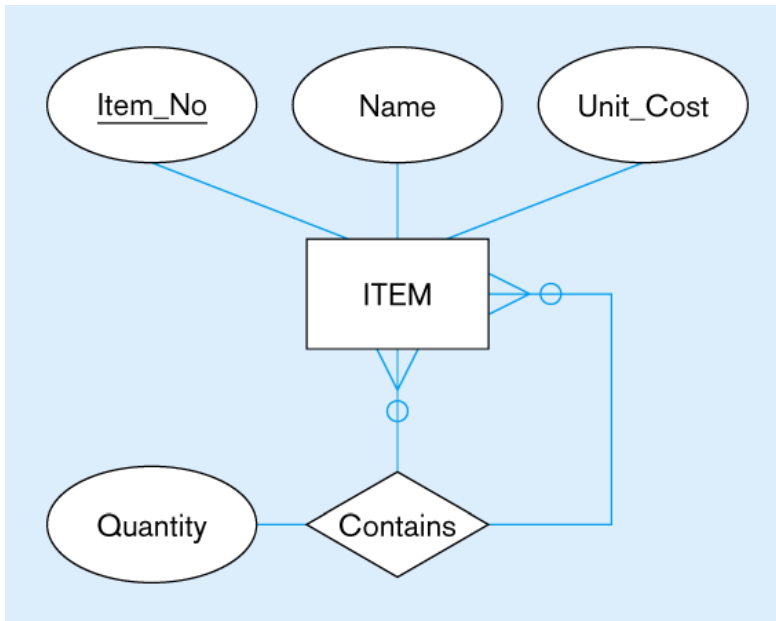 Item_No
Name
Unit_Cost
ITEM
Quantity
Contains